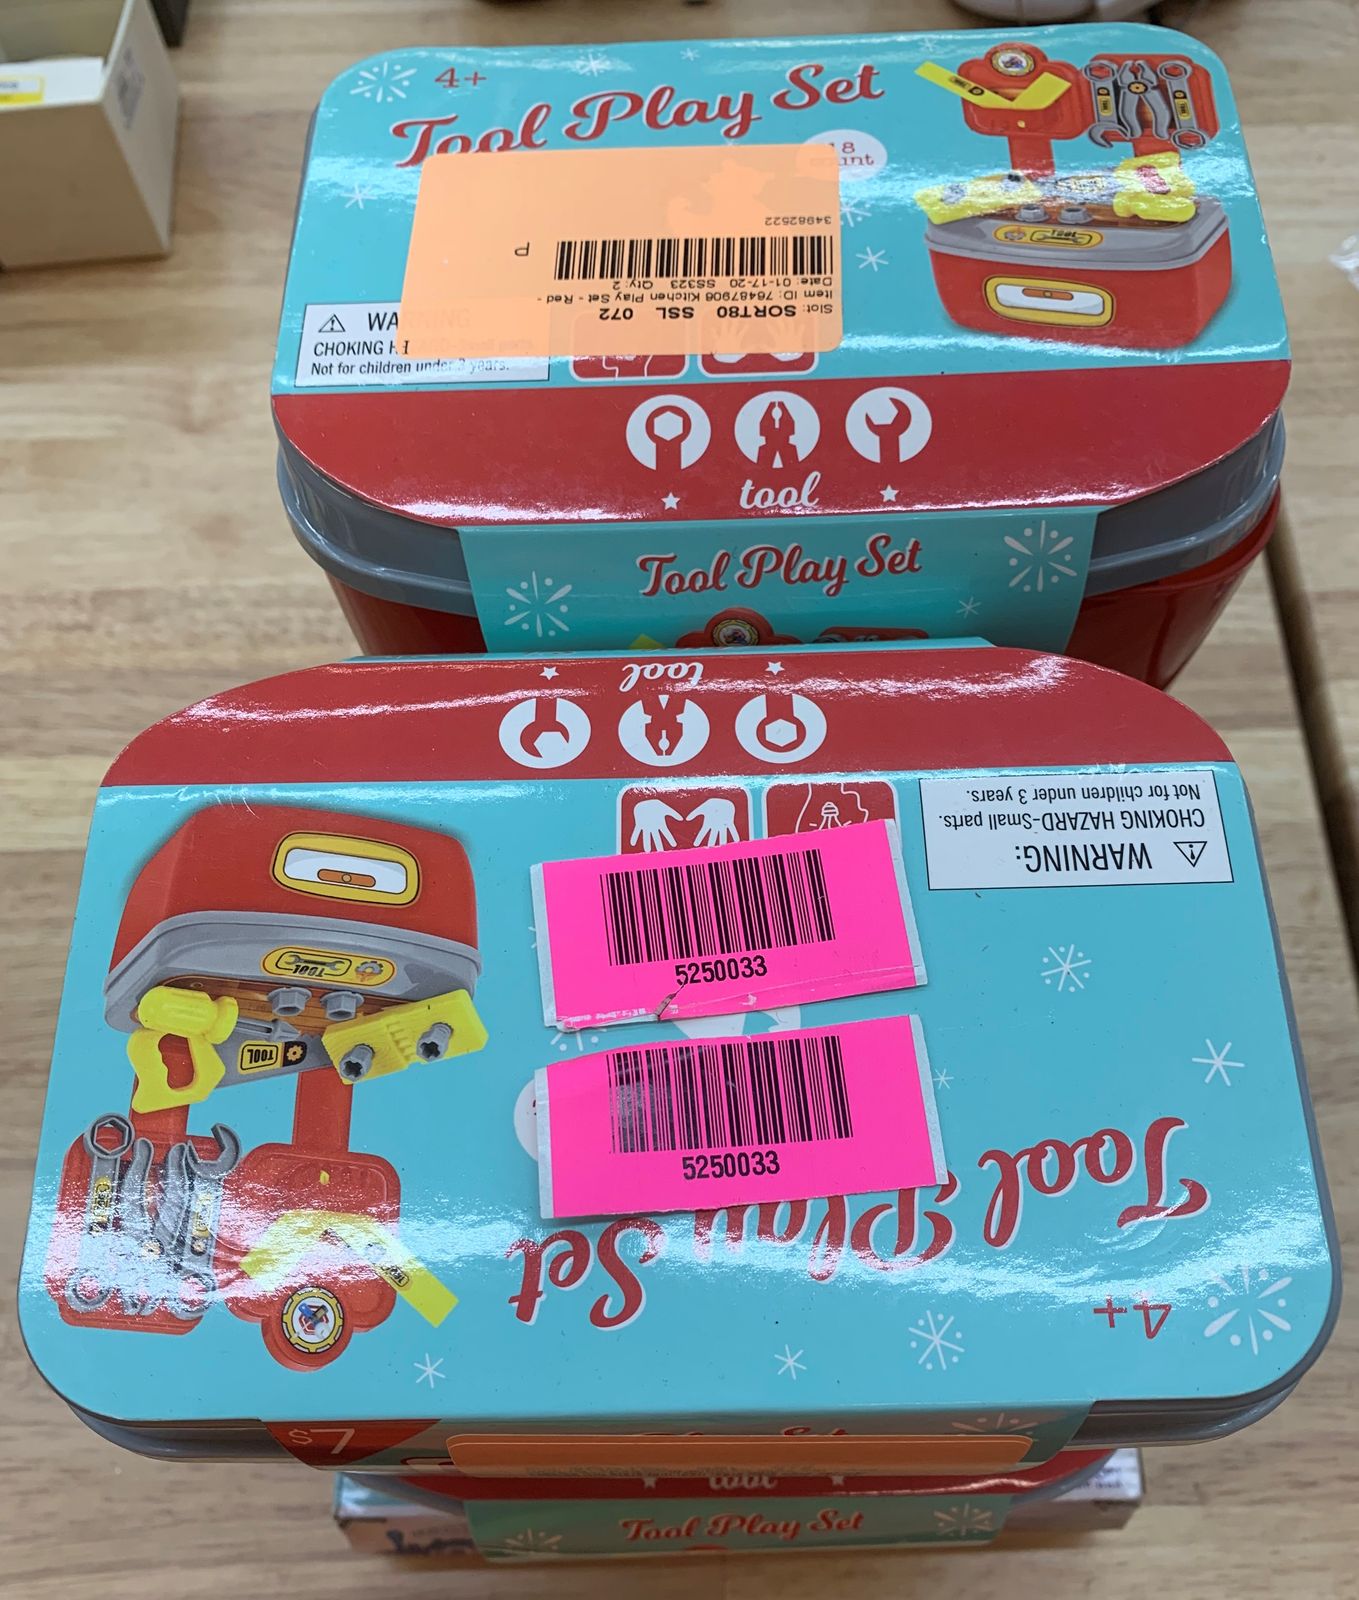 4+
Tool Play Set
18
count
34982522
P
Date: 01-17-20 SS323 Qty: 2
Item ID: 76487906 Kitchen Play Set - Red -
Slot: SORT80 SSL 072
WARNING
CHOKING H
Not for children under 3 years.
TOOL
tool
Tool Play Set
tool
WARNING:
CHOKING HAZARD-Small parts.
Not for children under 3 years.
TOOL
TOOL
5250033
5250033
Tool Play Set
4+
$7
tool
Tool Play Set